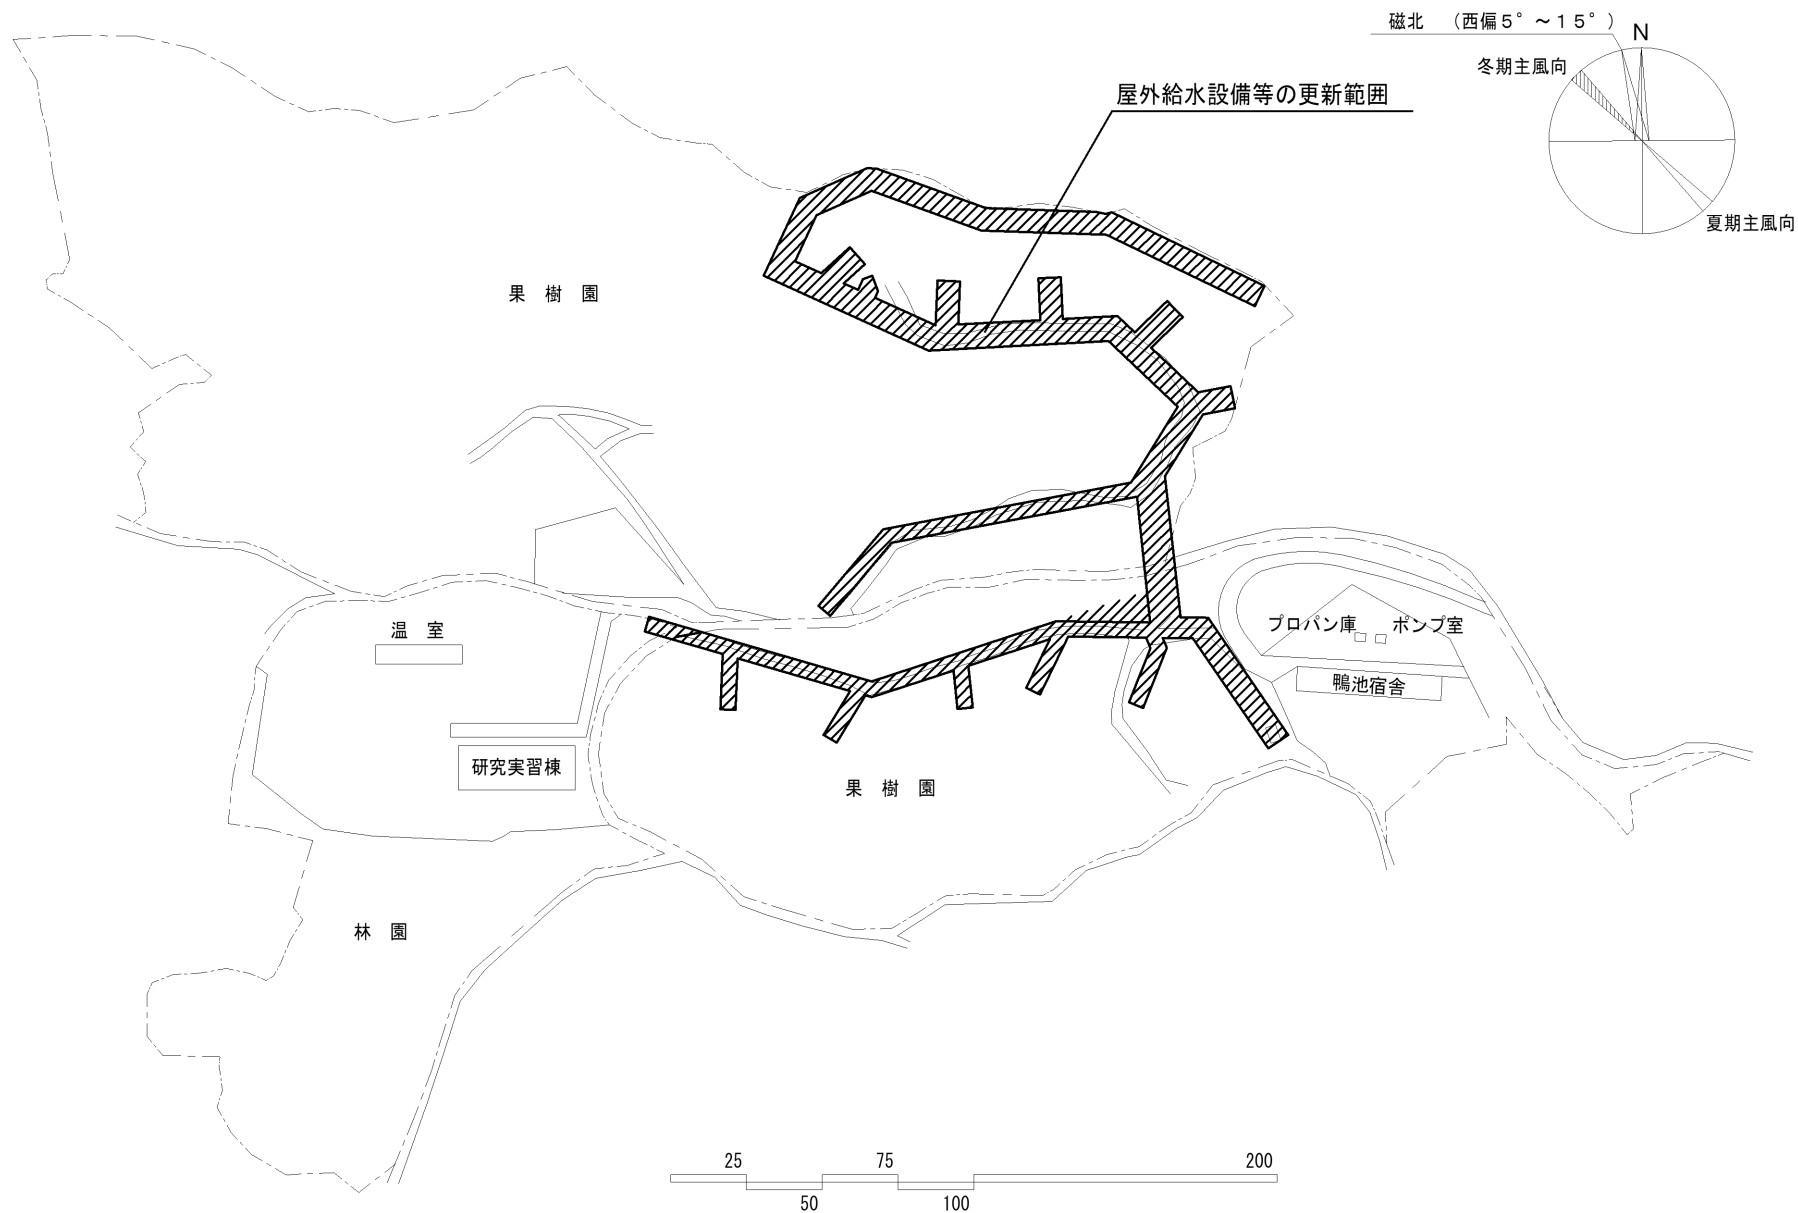 磁北　（西偏５°～１５°）
N
冬期主風向
屋外給水設備等の更新範囲
夏期主風向
果　樹　園
温　室
プロパン庫
ポンプ室
鴨池宿舎
研究実習棟
果　樹　園
林　園
25
75
200
50
100